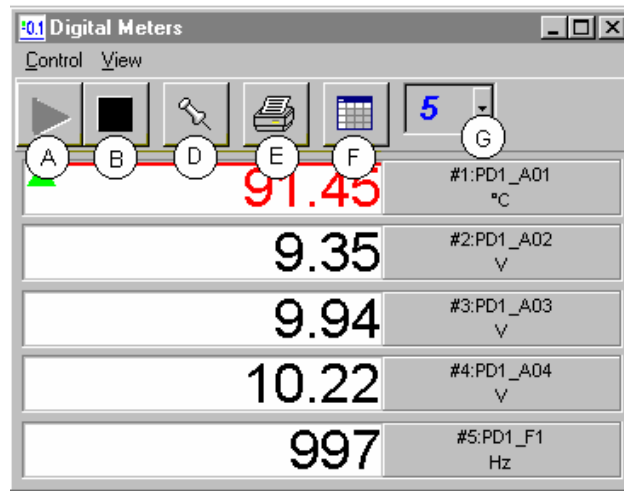 0.1 Digital Meters
Control View
5
A B D E F G
91.45 #1:PD1_A01
°C
9.35 #2:PD1_A02
V
9.94 #3:PD1_A03
V
10.22 #4:PD1_A04
V
997 #5:PD1_F1
Hz